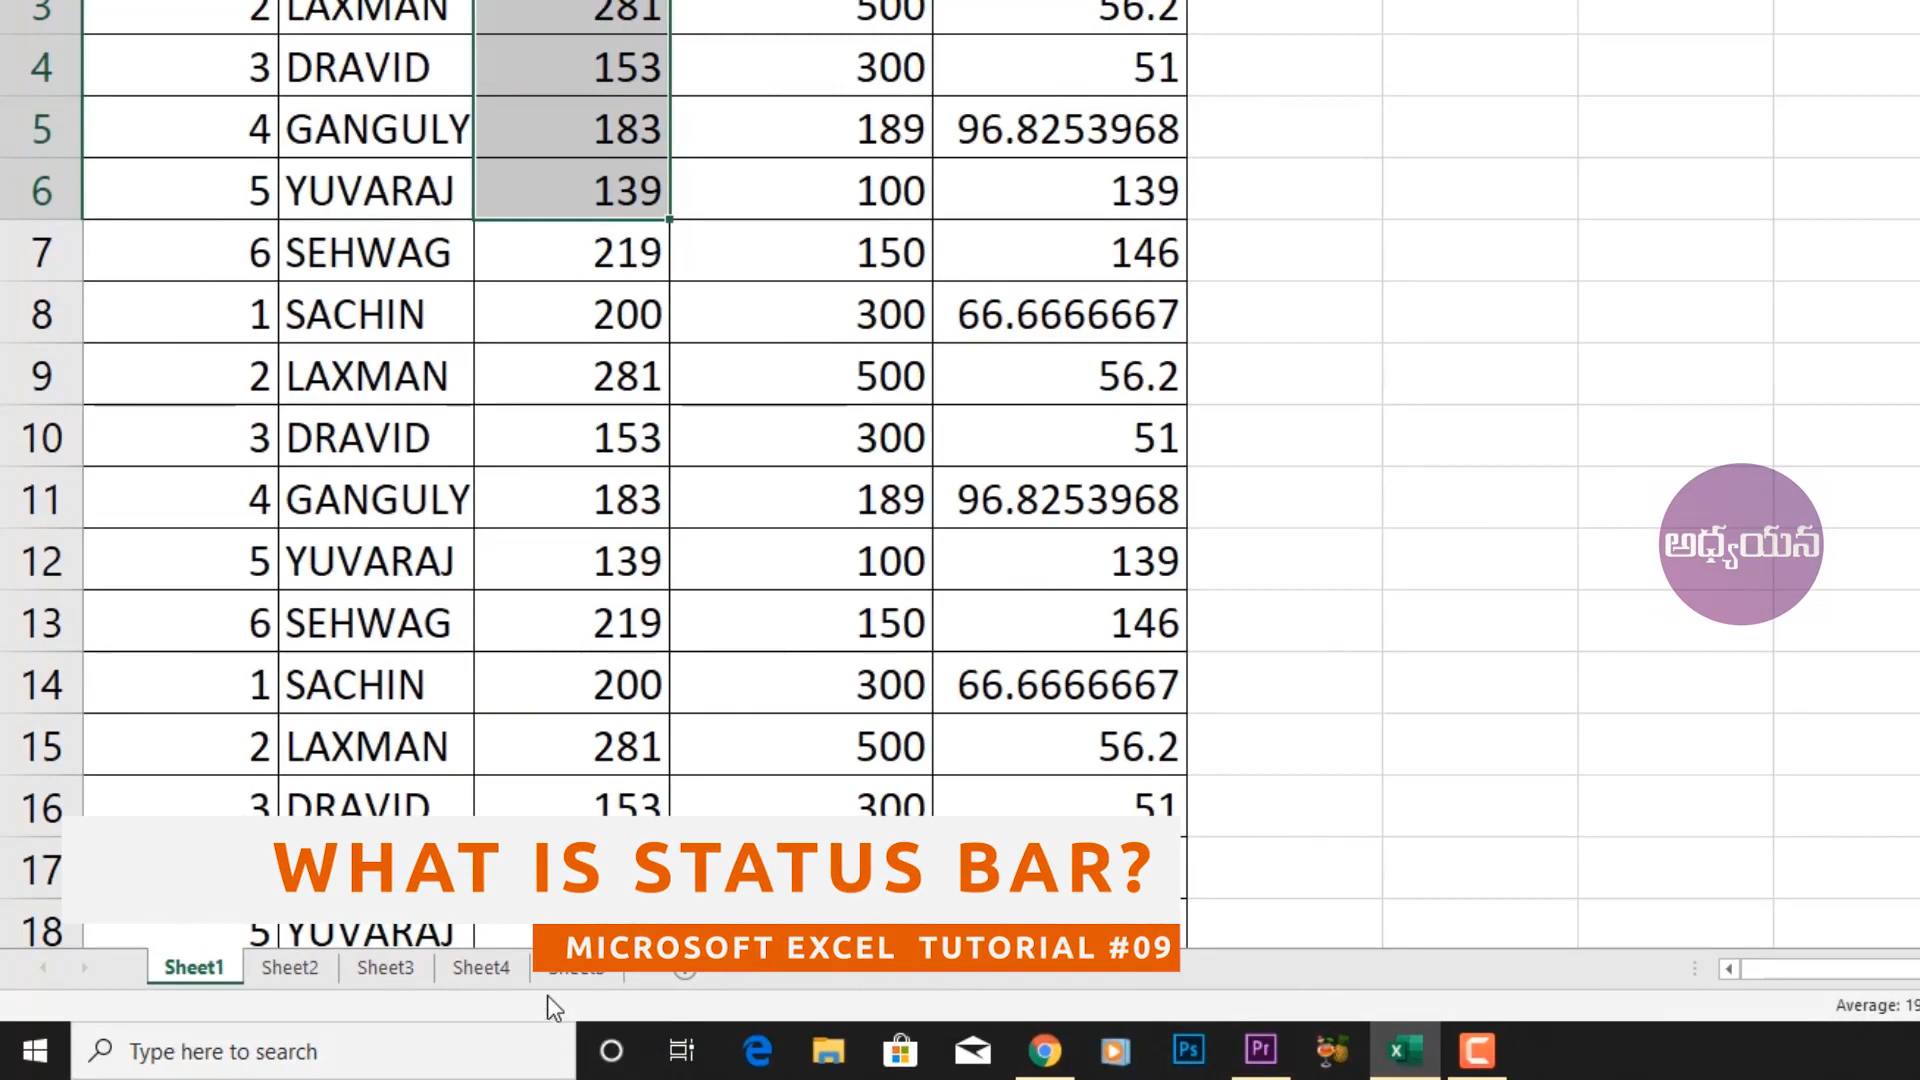 3 2 LAXMAN 281 500 56.2
4 3 DRAVID 153 300 51
5 4 GANGULY 183 189 96.8253968
6 5 YUVARAJ 139 100 139
7 6 SEHWAG 219 150 146
8 1 SACHIN 200 300 66.6666667
9 2 LAXMAN 281 500 56.2
10 3 DRAVID 153 300 51
11 4 GANGULY 183 189 96.8253968
12 5 YUVARAJ 139 100 139
13 6 SEHWAG 219 150 146
14 1 SACHIN 200 300 66.6666667
15 2 LAXMAN 281 500 56.2
16 3 DRAVID 153 300 51
17
18 5 YUVARAJ
అధ్యయన్
WHAT IS STATUS BAR?
MICROSOFT EXCEL TUTORIAL #09
Sheet1 Sheet2 Sheet3 Sheet4
Average: 19
Type here to search
Ps
Pr